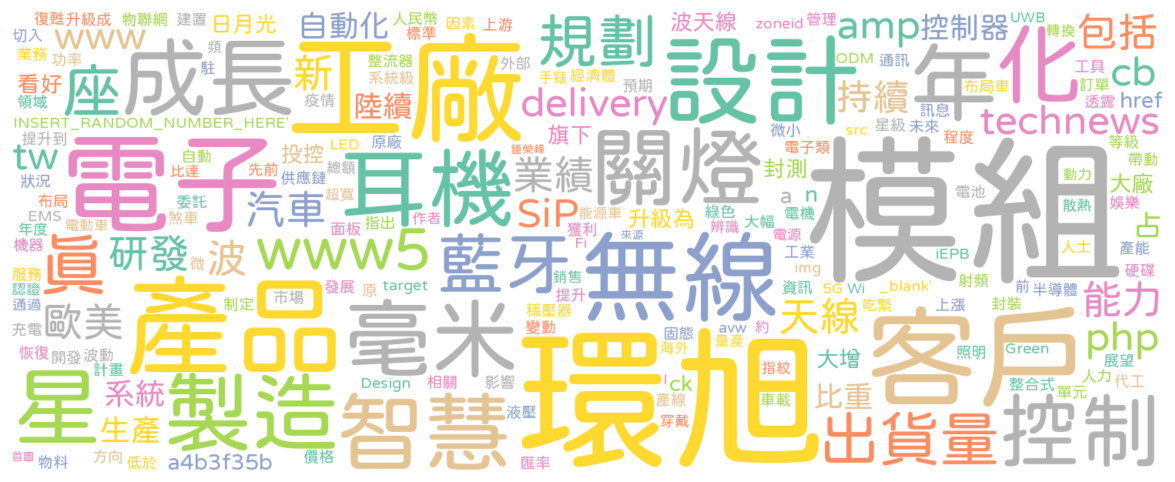 復甦升級成 物聯網 建置 日月光 自動化 人民幣 因素 上游 標準 規劃 波天線 zoneid 管理 amp 控制器 UWB 轉換 包括
切入 www 業務 功率 頻 駐 成長 工廠 新 整流器 系統級 外部 手錶 經濟體 預期 設計 ODM 通訊 年 化 工具 cb
看好 領域 座 疫情 陸續 delivery 持續 布局車 訂單 透露 href
INSERT_RANDOM_NUMBER_HERE' 旗下 微小 src 星級 訊息 未來 程度 technews
提升到 tw 電子 自動 比達 先前 投控 LED 原廠 總額 供應鏈 耳機 鍾榮峰 業績 關燈 電子類 封測 模組 等級 帶動
狀況 布局 委託 超寬 汽車 SiP 能源車 升級為 綠色 辨識 大幅 a n 電機 電源 電池 動力 散熱 大廠 娛樂
EMS 年度 電動車 煞車 面板 指出 作者 獲利 Fi 來源 工業 iEPB 人士 產能 占
機器 真 研發 微 波 www5 藍牙 無線 銷售 提升 img 資訊 5G Wi _blank' 射頻 前 半導體 硬碟
服務 認證 通過 發展 原 target 穩壓器 變動 吃緊 上漲 封裝 能力
充電 歐美 產品 制定 市場 毫米 固態 avw 約 量產 天線 客戶 php
恢復 開發 波動 計畫 海外 指紋 大增 照明 Green 展望
星 製造 系統 Design 相關 影響 環旭 I ck 產線 車載 比重 整合式 人力 單元 代工
生產 智慧 液壓 穿戴 出貨量 控制
首圖 物料 方向 低於 a4b3f35b 價格 匯率